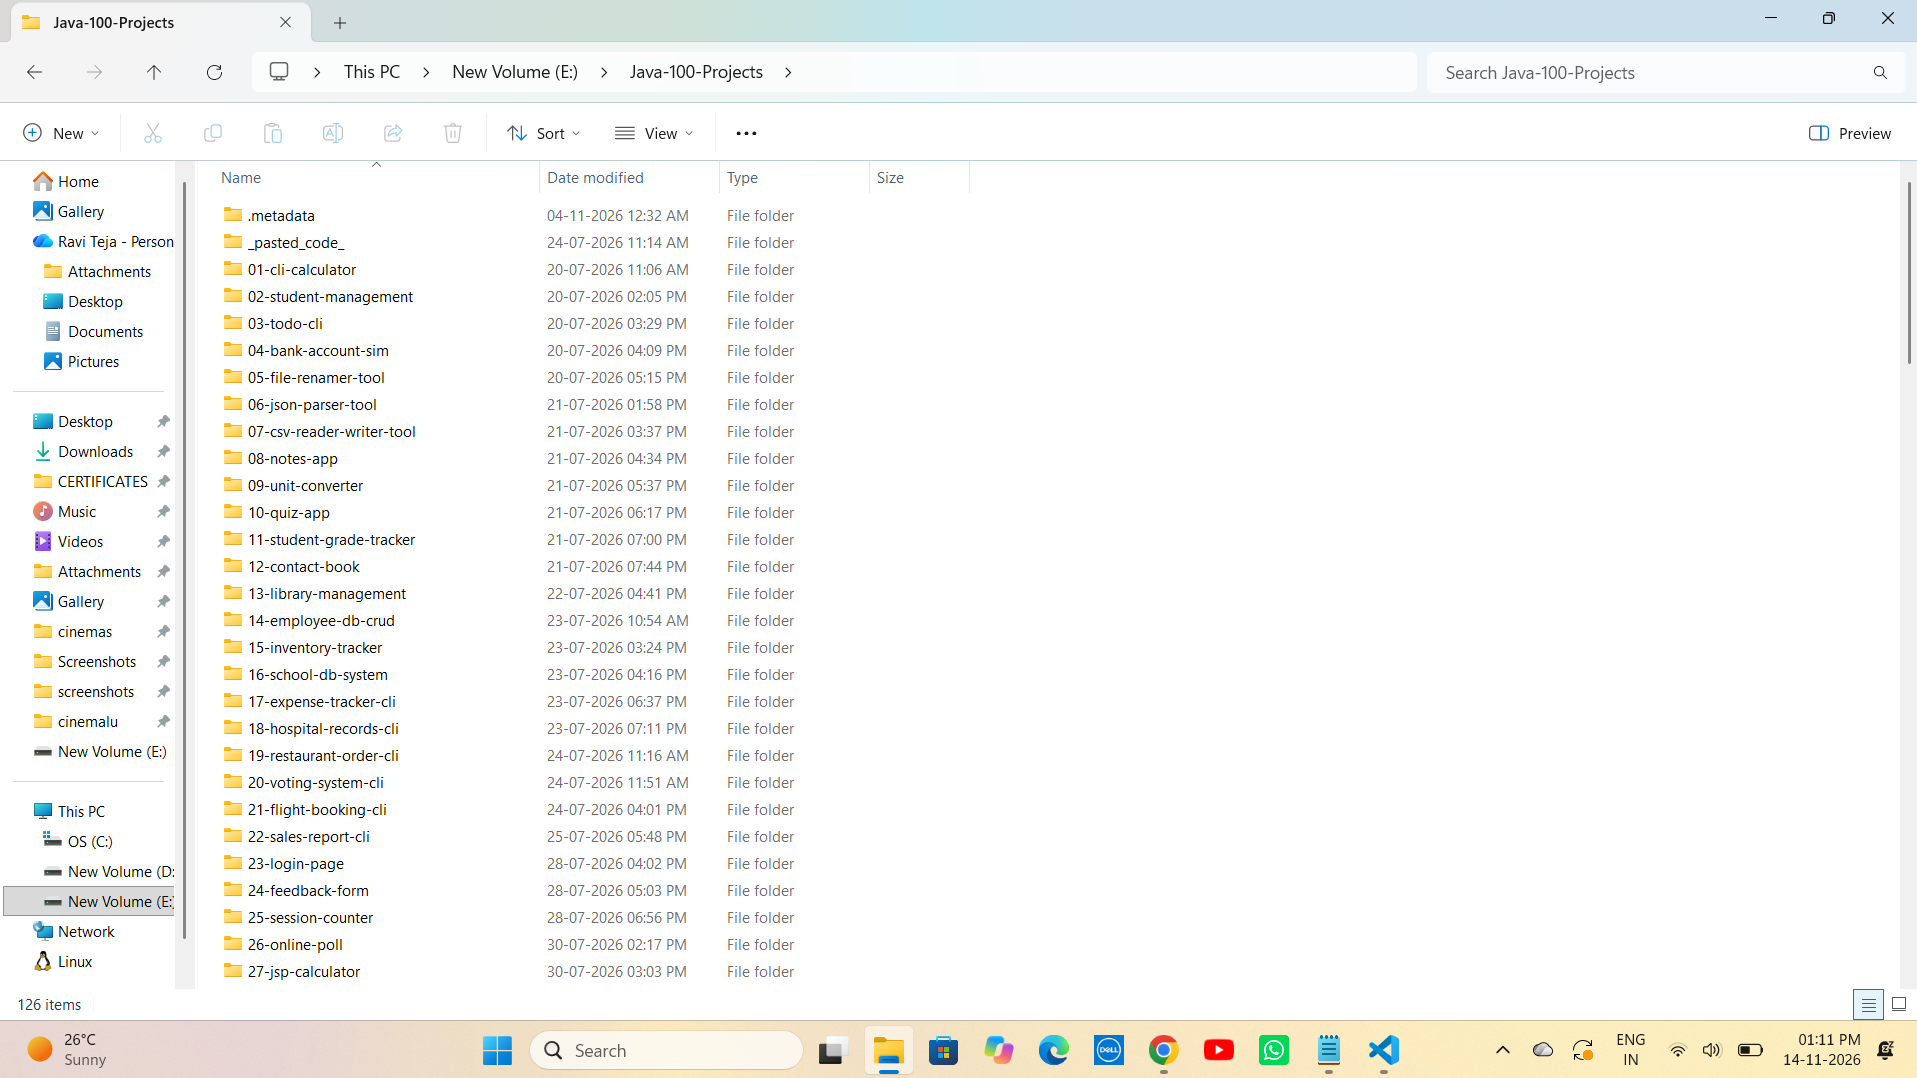 Java-100-Projects
This PC
New Volume (E:)
Java-100-Projects
Search Java-100-Projects
New
Sort
View
Preview
Home
Gallery
Ravi Teja - Person
Attachments
Desktop
Documents
Pictures
Desktop
Downloads
CERTIFICATES
Music
Videos
Attachments
Gallery
cinemas
Screenshots
screenshots
cinemalu
New Volume (E:)
This PC
OS (C:)
New Volume (D:
New Volume (E:)
Network
Linux
Name Date modified Type Size
.metadata 04-11-2026 12:32 AM File folder
_pasted_code_ 24-07-2026 11:14 AM File folder
01-cli-calculator 20-07-2026 11:06 AM File folder
02-student-management 20-07-2026 02:05 PM File folder
03-todo-cli 20-07-2026 03:29 PM File folder
04-bank-account-sim 20-07-2026 04:09 PM File folder
05-file-renamer-tool 20-07-2026 05:15 PM File folder
06-json-parser-tool 21-07-2026 01:58 PM File folder
07-csv-reader-writer-tool 21-07-2026 03:37 PM File folder
08-notes-app 21-07-2026 04:34 PM File folder
09-unit-converter 21-07-2026 05:37 PM File folder
10-quiz-app 21-07-2026 06:17 PM File folder
11-student-grade-tracker 21-07-2026 07:00 PM File folder
12-contact-book 21-07-2026 07:44 PM File folder
13-library-management 22-07-2026 04:41 PM File folder
14-employee-db-crud 23-07-2026 10:54 AM File folder
15-inventory-tracker 23-07-2026 03:24 PM File folder
16-school-db-system 23-07-2026 04:16 PM File folder
17-expense-tracker-cli 23-07-2026 06:37 PM File folder
18-hospital-records-cli 23-07-2026 07:11 PM File folder
19-restaurant-order-cli 24-07-2026 11:16 AM File folder
20-voting-system-cli 24-07-2026 11:51 AM File folder
21-flight-booking-cli 24-07-2026 04:01 PM File folder
22-sales-report-cli 25-07-2026 05:48 PM File folder
23-login-page 28-07-2026 04:02 PM File folder
24-feedback-form 28-07-2026 05:03 PM File folder
25-session-counter 28-07-2026 06:56 PM File folder
26-online-poll 30-07-2026 02:17 PM File folder
27-jsp-calculator 30-07-2026 03:03 PM File folder
126 items
26°C
Sunny
Search
DELL
ENG
IN
01:11 PM
14-11-2026